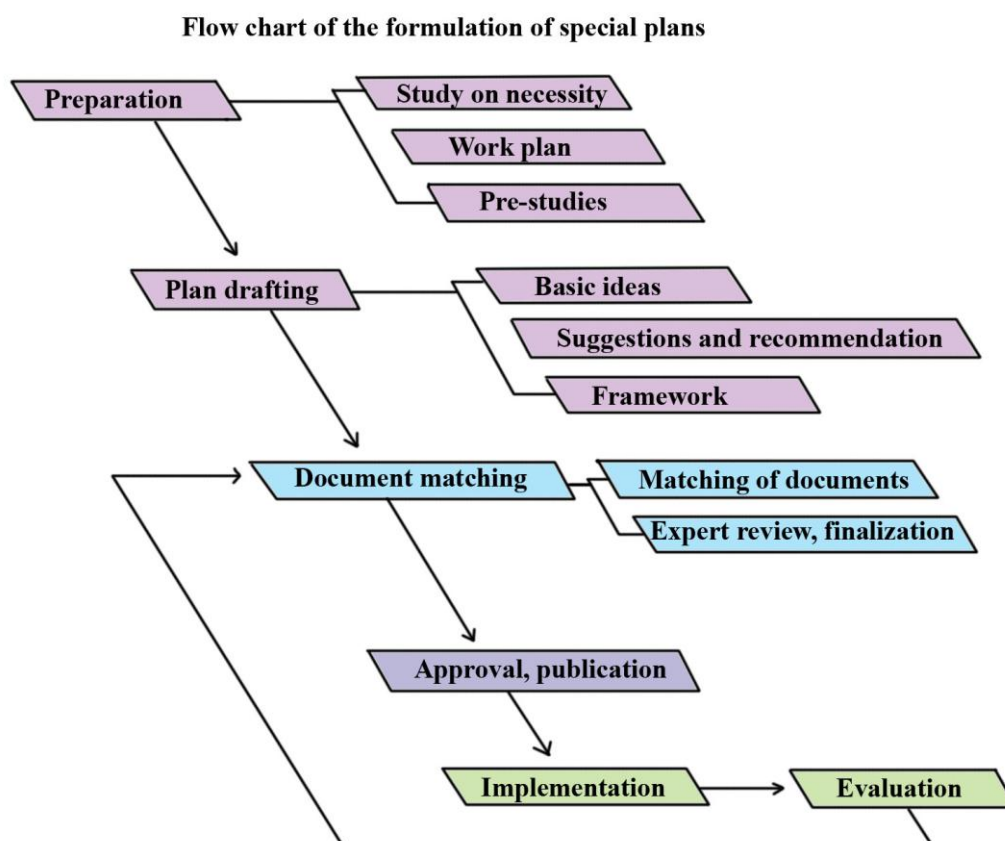 Flow chart of the formulation of special plans
Preparation
Study on necessity
Work plan
Pre-studies
Plan drafting
Basic ideas
Suggestions and recommendation
Framework
Document matching
Matching of documents
Expert review, finalization
Approval, publication
Implementation
Evaluation